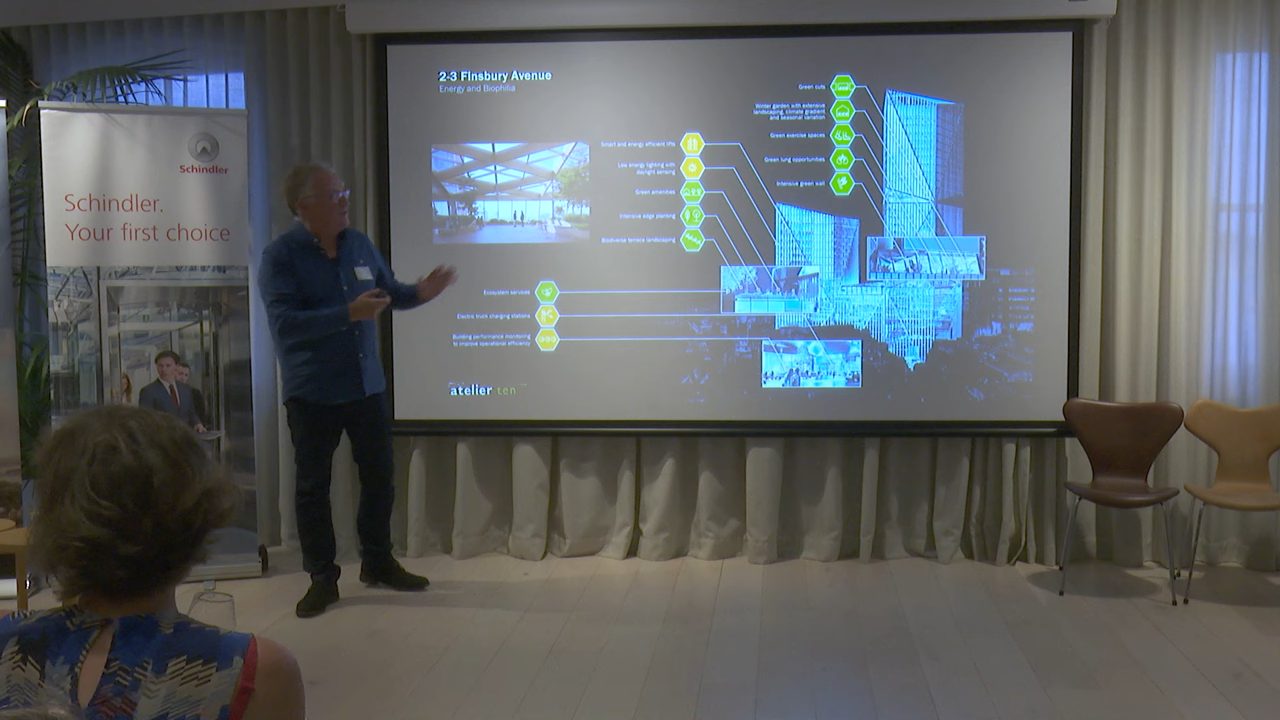 Schindler
Schindler.
Your first choice
2-3 Finsbury Avenue
Energy and Biophilia
Smart and energy efficient lifts
Low energy lighting with
daylight sensing
Green amenities
Intensive edge planting
Biodiverse terrace landscaping
Green cuts
Winter garden with extensive
landscaping, climate gradient
and seasonal variation
Green exercise spaces
Green lung opportunities
Intensive green wall
Ecosystem services
Electric truck charging stations
Building performance monitoring
to improve operational efficiency
atelier ten